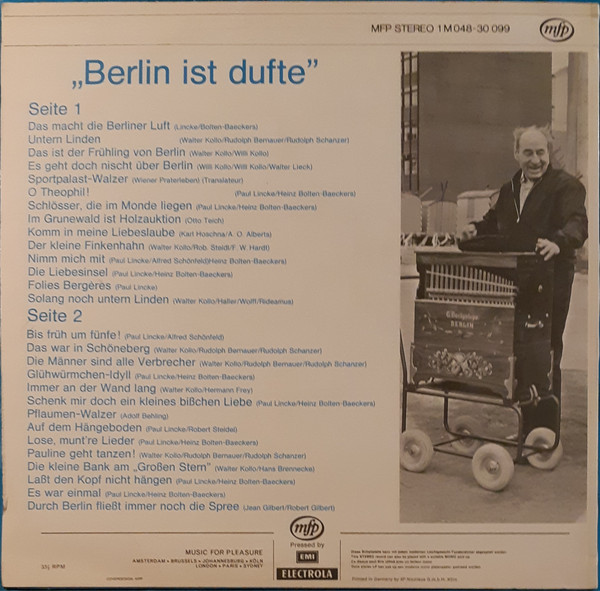 MFP STEREO 1M048-30 099
mfp
„Berlin ist dufte”
Seite 1
Das macht die Berliner Luft (Lincke/Bolten-Baeckers)
Untern Linden (Walter Kollo/Rudolph Bernauer/Rudolph Schanzer)
Das ist der Frühling von Berlin (Walter Kollo/Willi Kollo)
Es geht doch nischt über Berlin (Willi Kollo/Willi Kollo/Walter Lieck)
Sportpalast-Walzer (Wiener Praterleben) (Translateur)
O Theophil! (Paul Lincke/Heinz Bolten-Baeckers)
Schlösser, die im Monde liegen (Paul Lincke/Heinz Bolten-Baeckers)
Im Grunewald ist Holzauktion (Otto Teich)
Komm in meine Liebeslaube (Karl Hoschna/A. O. Alberts)
Der kleine Finkenhahn (Walter Kollo/Rob. Steidl/F. W. Hardt)
Nimm mich mit (Paul Lincke/Alfred Schönfeld)Heinz Bolten-Baeckers)
Die Liebesinsel (Paul Lincke/Heinz Bolten-Baeckers)
Folies Bergères (Paul Lincke)
Solang noch untern Linden (Walter Kollo/Haller/Wolff/Rideamus)
Seite 2
Bis früh um fünfe! (Paul Lincke/Alfred Schönfeld)
Das war in Schöneberg (Walter Kollo/Rudolph Bernauer/Rudolph Schanzer)
Die Männer sind alle Verbrecher (Walter Kollo/Rudolph Bernauer/Rudolph Schanzer)
Glühwürmchen-Idyll (Paul Lincke/Heinz Bolten-Baeckers)
Immer an der Wand lang (Walter Kollo/Hermann Frey)
Schenk mir doch ein kleines bißchen Liebe (Paul Lincke/Heinz Bolten-Baeckers)
Pflaumen-Walzer (Adolf Behling)
Auf dem Hängeboden (Paul Lincke/Robert Steidel)
Lose, munt're Lieder (Paul Lincke/Heinz Bolten-Baeckers)
Pauline geht tanzen! (Walter Kollo/Rudolph Bernauer/Rudolph Schanzer)
Die kleine Bank am „Großen Stern” (Walter Kollo/Hans Brennecke)
Laßt den Kopf nicht hängen (Paul Lincke/Heinz Bolten-Baeckers)
Es war einmal (Paul Lincke/Heinz Bolten-Baeckers)
Durch Berlin fließt immer noch die Spree (Jean Gilbert/Robert Gilbert)
BERLIN
mfp
Pressed by
EMI
ELECTROLA
MUSIC FOR PLEASURE
AMSTERDAM • BRUSSELS • JOHANNESBURG • KÖLN
LONDON • PARIS • SYDNEY
33⅓ RPM